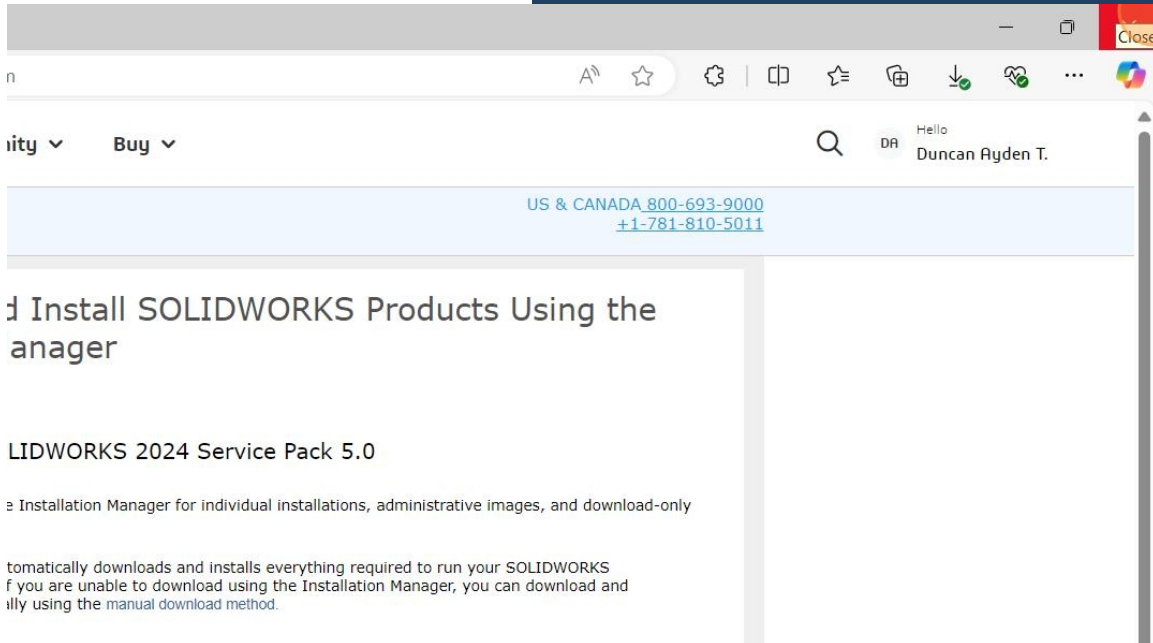 Close
n
A
nity Buy
Hello
DA Duncan Ayden T.
US & CANADA 800-693-9000
+1-781-810-5011
d Install SOLIDWORKS Products Using the
anager
LIDWORKS 2024 Service Pack 5.0
e Installation Manager for individual installations, administrative images, and download-only
tomatically downloads and installs everything required to run your SOLIDWORKS
f you are unable to download using the Installation Manager, you can download and
ally using the manual download method.